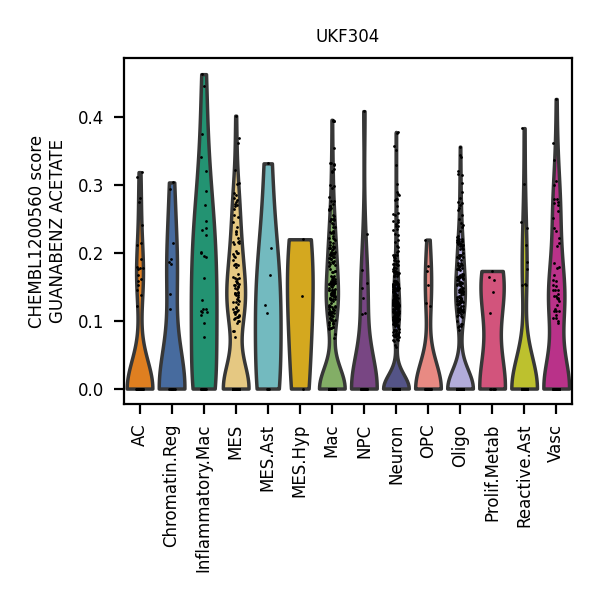 UKF304
CHEMBL1200560 score
GUANABENZ ACETATE
0.4
0.3
0.2
0.1
0.0
AC
Chromatin.Reg
Inflammatory.Mac
MES
MES.Ast
MES.Hyp
Mac
NPC
Neuron
OPC
Oligo
Prolif.Metab
Reactive.Ast
Vasc